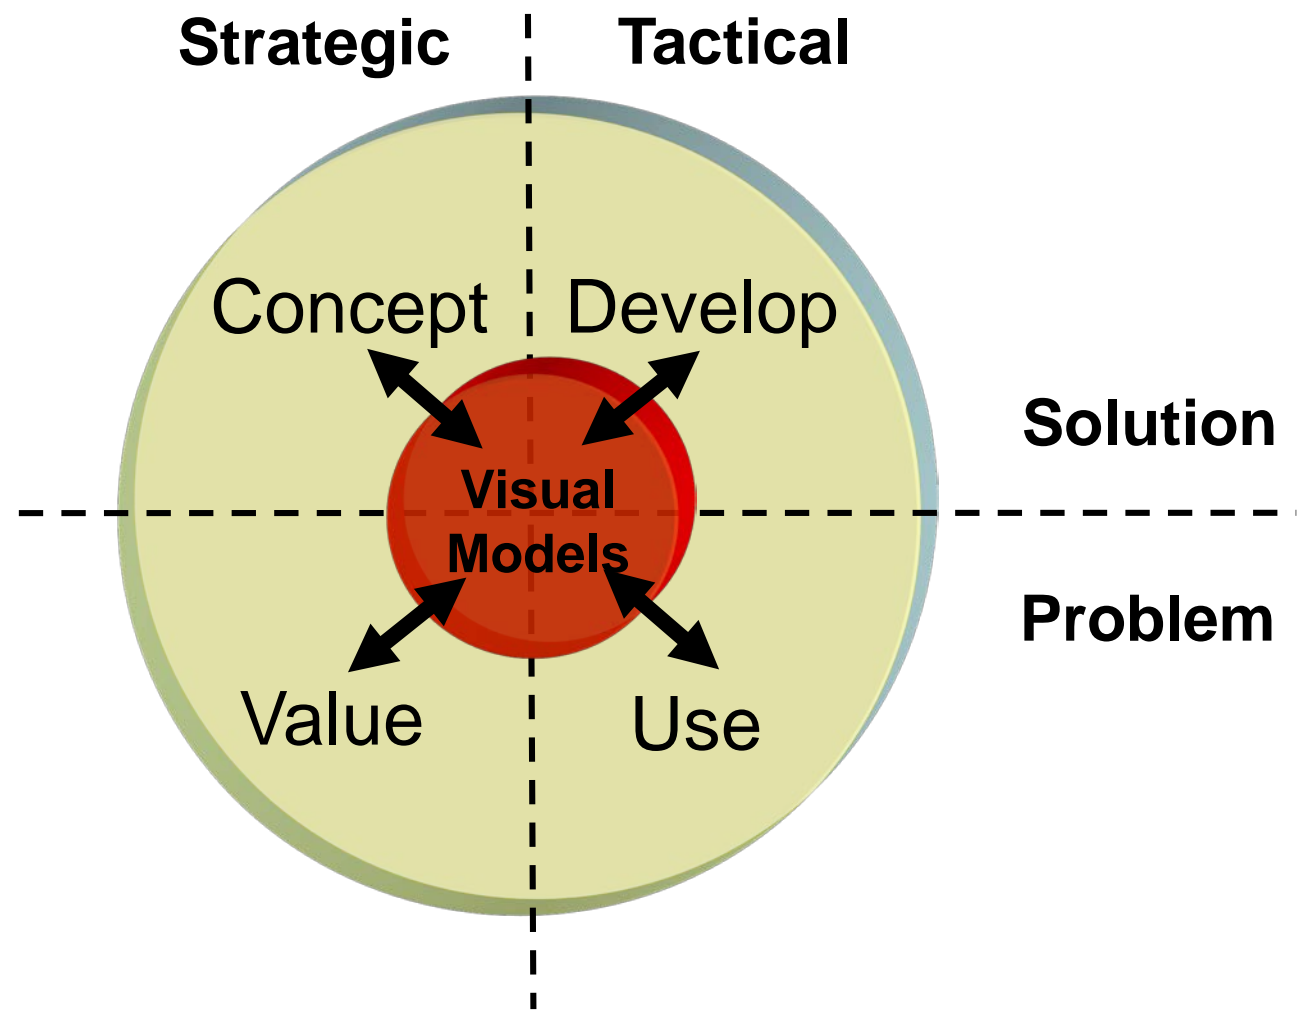 Strategic
Tactical
Concept
Develop
Solution
Visual
Models
Problem
Value
Use